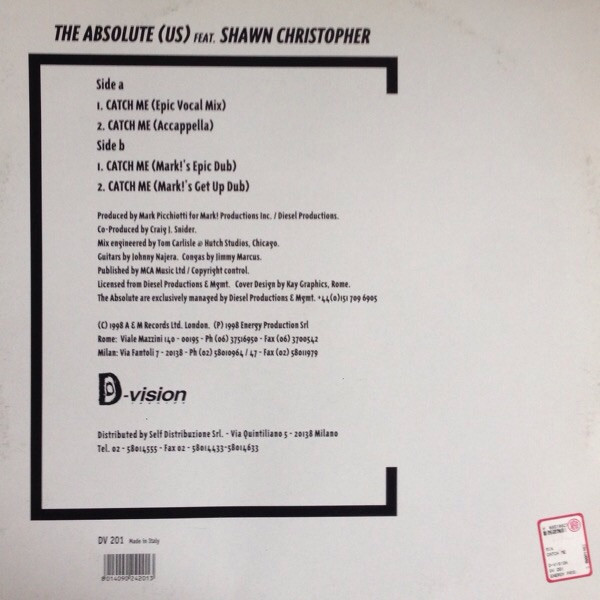 THE ABSOLUTE (US) FEAT. SHAWN CHRISTOPHER
Side a
1. CATCH ME (Epic Vocal Mix)
2. CATCH ME (Accappella)
Side b
1. CATCH ME (Mark!'s Epic Dub)
2. CATCH ME (Mark!'s Get Up Dub)
Produced by Mark Picchiotti for Mark! Productions Inc. / Diesel Productions.
Co-Produced by Craig J. Snider.
Mix engineered by Tom Carlisle @ Hutch Studios, Chicago.
Guitars by Johnny Najera. Congas by Jimmy Marcus.
Published by MCA Music Ltd / Copyright control.
Licensed from Diesel Productions & Mgmt. Cover Design by Kay Graphics, Rome.
The Absolute are exclusively managed by Diesel Productions & Mgmt. +44(0)151 709 6905
(C) 1998 A & M Records Ltd. London. (P) 1998 Energy Production Srl
Rome: Viale Mazzini 140 - 00195 - Ph (06) 37516950 - Fax (06) 3700542
Milan: Via Fantoli 7 - 20138 - Ph (02) 58010964 / 47 - Fax (02) 58011979
D-vision
Distributed by Self Distribuzione Srl. - Via Quintiliano 5 - 20138 Milano
Tel. 02 - 58014555 - Fax 02 - 58014433-58014633
DV 201 Made in Italy
8014090242013
CATCH ME